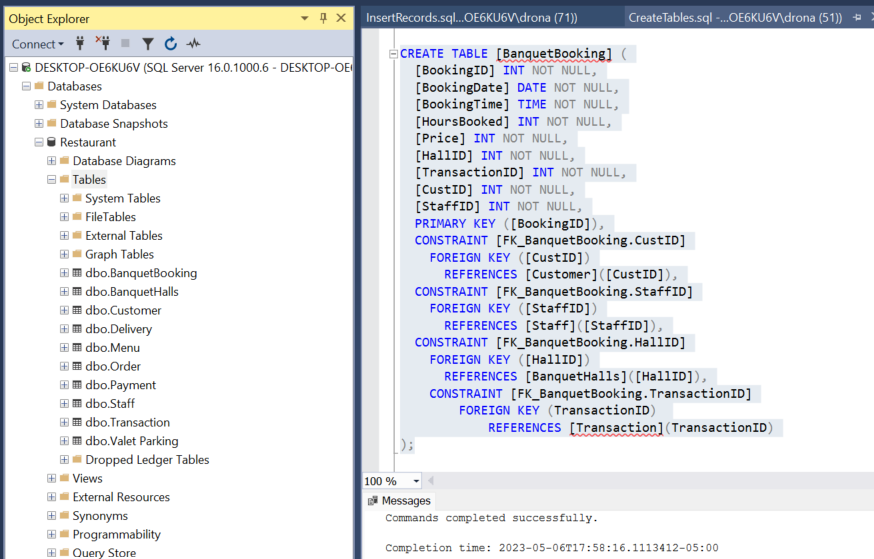 Object Explorer
Connect
DESKTOP-OE6KU6V (SQL Server 16.0.1000.6 - DESKTOP-OE6
Databases
System Databases
Database Snapshots
Restaurant
Database Diagrams
Tables
System Tables
FileTables
External Tables
Graph Tables
dbo.BanquetBooking
dbo.BanquetHalls
dbo.Customer
dbo.Delivery
dbo.Menu
dbo.Order
dbo.Payment
dbo.Staff
dbo.Transaction
dbo.Valet Parking
Dropped Ledger Tables
Views
External Resources
Synonyms
Programmability
Query Store
InsertRecords.sql...OE6KU6V\drona (71))
CreateTables.sql -...OE6KU6V\drona (51))
CREATE TABLE [BanquetBooking] (
[BookingID] INT NOT NULL,
[BookingDate] DATE NOT NULL,
[BookingTime] TIME NOT NULL,
[HoursBooked] INT NOT NULL,
[Price] INT NOT NULL,
[HallID] INT NOT NULL,
[TransactionID] INT NOT NULL,
[CustID] INT NOT NULL,
[StaffID] INT NOT NULL,
PRIMARY KEY ([BookingID]),
CONSTRAINT [FK_BanquetBooking.CustID]
FOREIGN KEY ([CustID])
REFERENCES [Customer]([CustID]),
CONSTRAINT [FK_BanquetBooking.StaffID]
FOREIGN KEY ([StaffID])
REFERENCES [Staff]([StaffID]),
CONSTRAINT [FK_BanquetBooking.HallID]
FOREIGN KEY ([HallID])
REFERENCES [BanquetHalls]([HallID]),
CONSTRAINT [FK_BanquetBooking.TransactionID]
FOREIGN KEY (TransactionID)
REFERENCES [Transaction](TransactionID)
);
100 %
Messages
Commands completed successfully.
Completion time: 2023-05-06T17:58:16.1113412-05:00